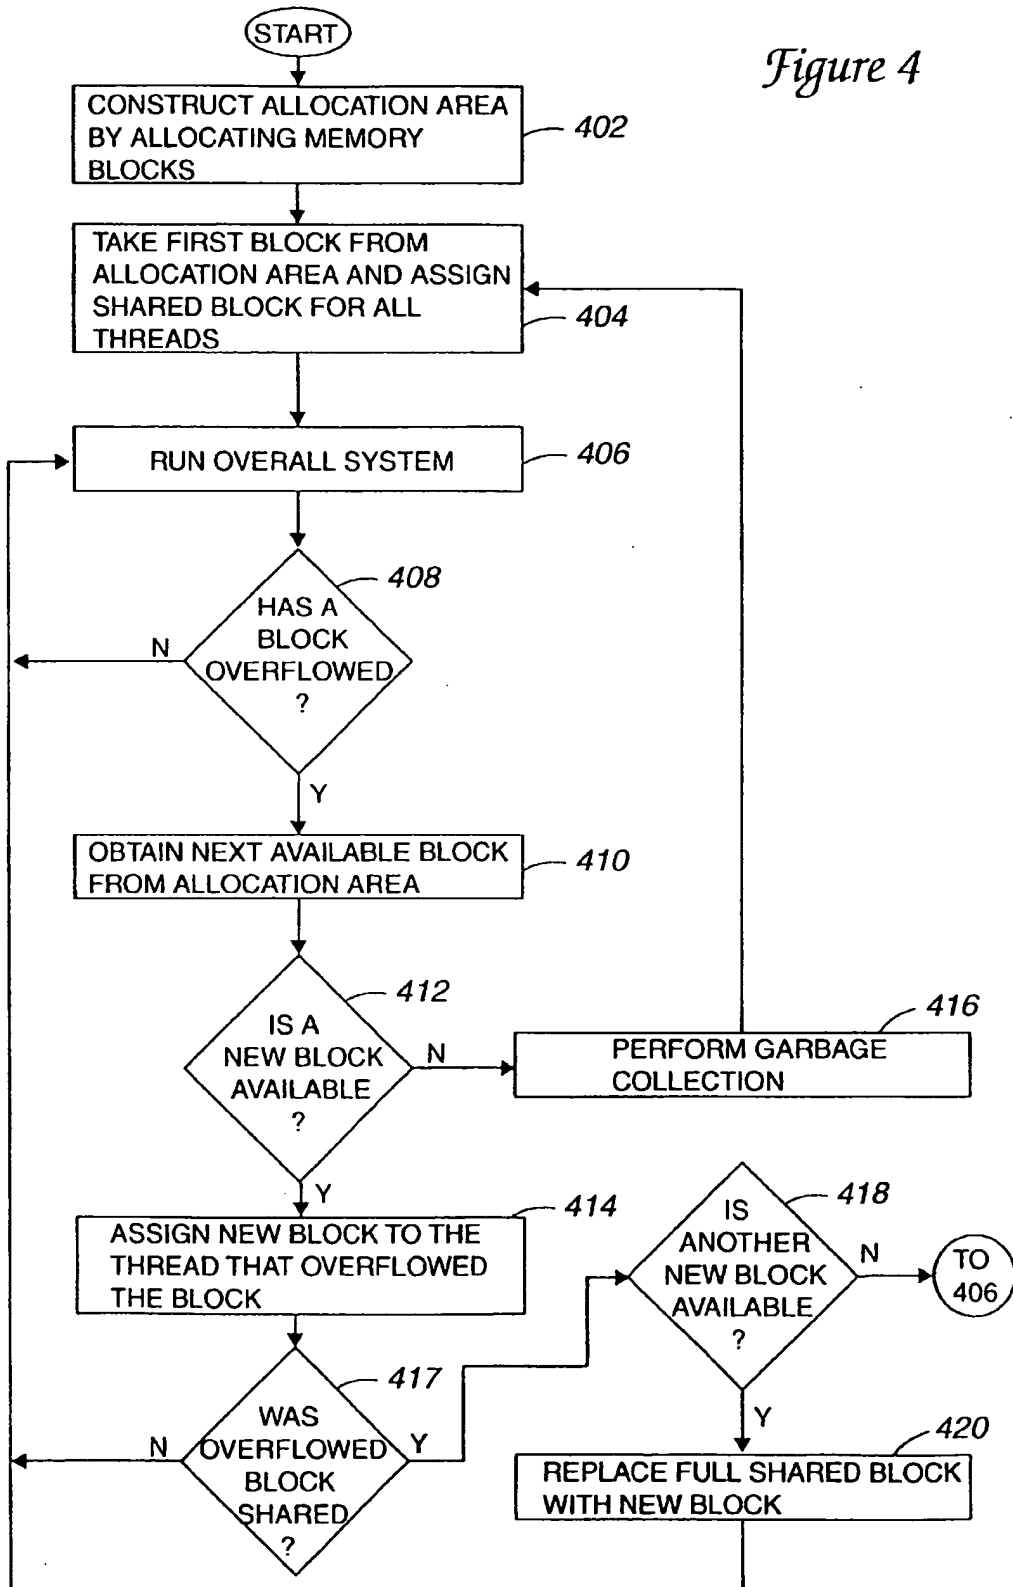 START
Figure 4
CONSTRUCT ALLOCATION AREA
BY ALLOCATING MEMORY
BLOCKS
402
TAKE FIRST BLOCK FROM
ALLOCATION AREA AND ASSIGN
SHARED BLOCK FOR ALL
THREADS
404
RUN OVERALL SYSTEM
406
408
HAS A
BLOCK
OVERFLOWED
?
N
Y
OBTAIN NEXT AVAILABLE BLOCK
FROM ALLOCATION AREA
410
412
IS A
NEW BLOCK
AVAILABLE
?
N
Y
416
PERFORM GARBAGE
COLLECTION
414
ASSIGN NEW BLOCK TO THE
THREAD THAT OVERFLOWED
THE BLOCK
417
WAS
OVERFLOWED
BLOCK
SHARED
?
N
Y
418
IS
ANOTHER
NEW BLOCK
AVAILABLE
?
N
TO
406
Y
420
REPLACE FULL SHARED BLOCK
WITH NEW BLOCK